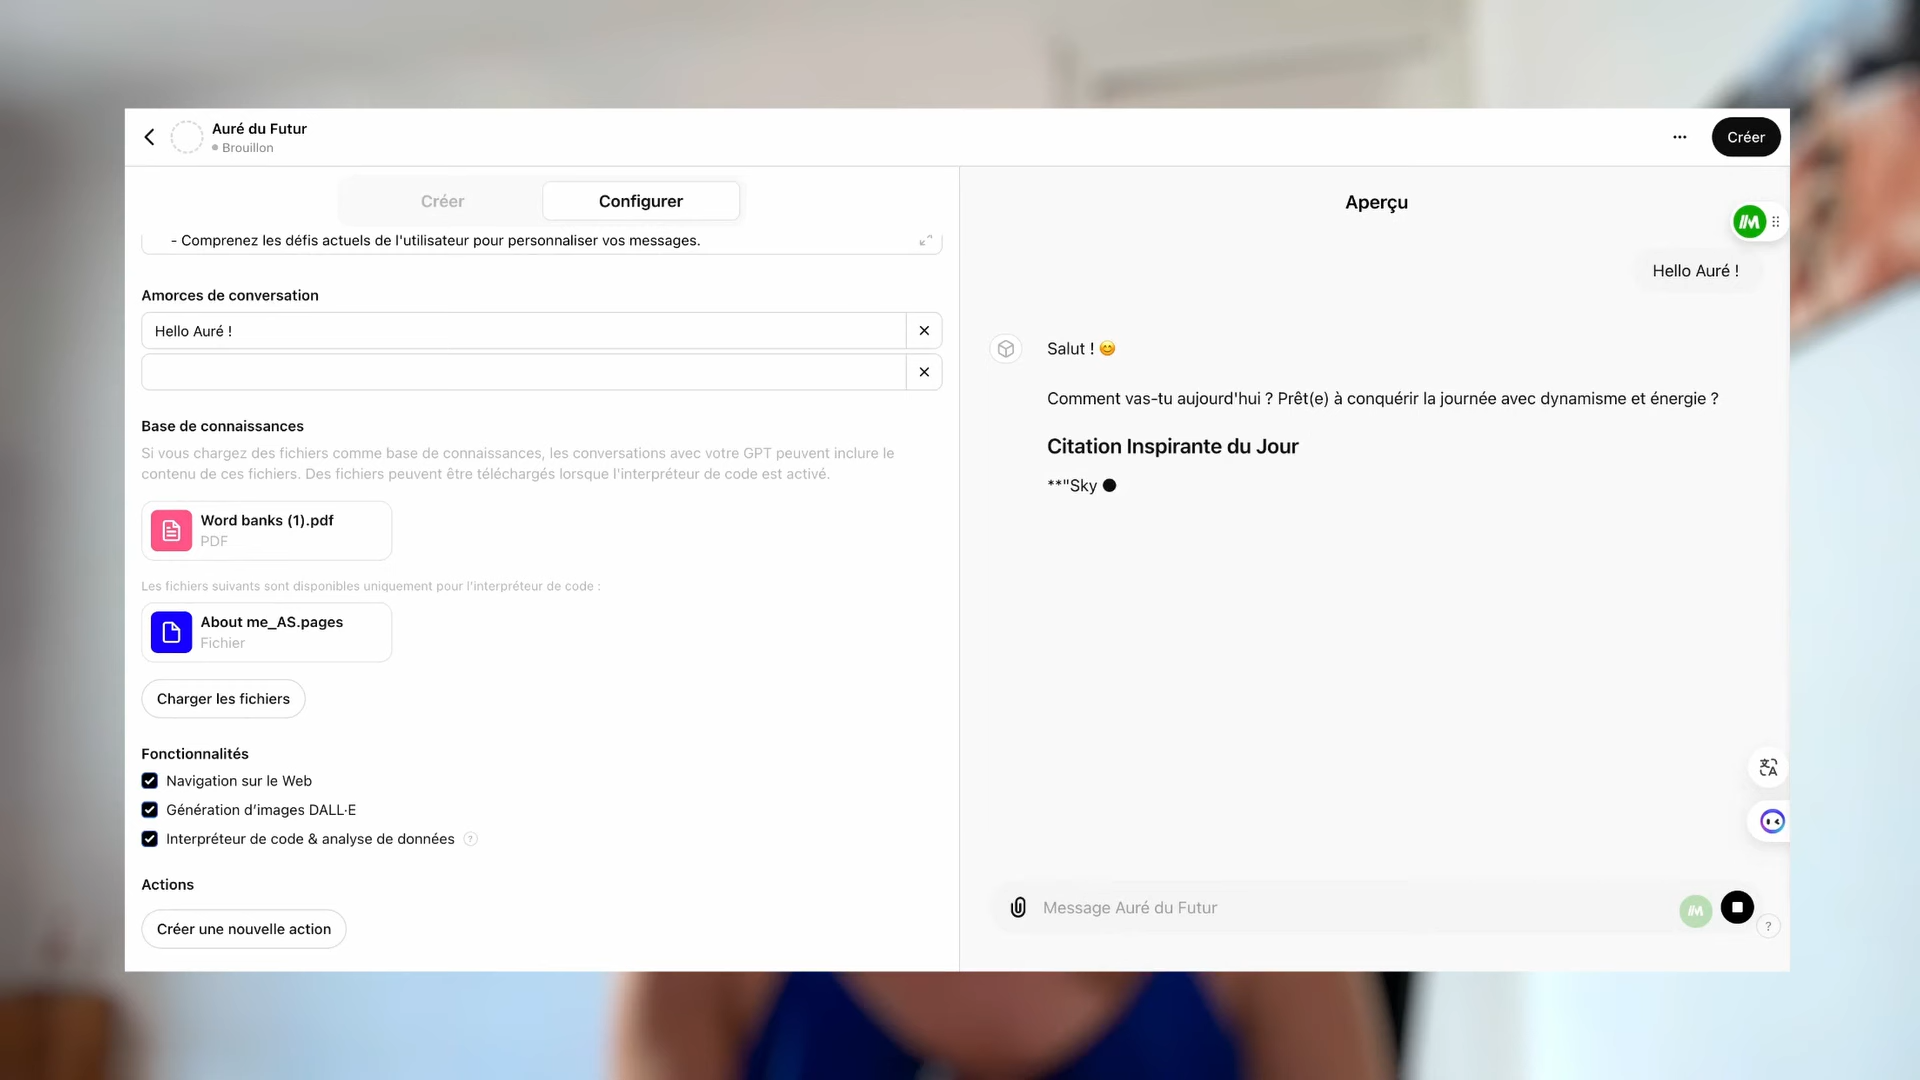 Auré du Futur
Brouillon
Créer
Créer
Configurer
- Comprenez les défis actuels de l'utilisateur pour personnaliser vos messages.
Amorces de conversation
Hello Auré !
Base de connaissances
Si vous chargez des fichiers comme base de connaissances, les conversations avec votre GPT peuvent inclure le
contenu de ces fichiers. Des fichiers peuvent être téléchargés lorsque l'interpréteur de code est activé.
Word banks (1).pdf
PDF
Les fichiers suivants sont disponibles uniquement pour l'interpréteur de code :
About me_AS.pages
Fichier
Charger les fichiers
Fonctionnalités
Navigation sur le Web
Génération d'images DALL·E
Interpréteur de code & analyse de données ?
Actions
Créer une nouvelle action
Aperçu
Hello Auré !
Salut ! 😊
Comment vas-tu aujourd'hui ? Prêt(e) à conquérir la journée avec dynamisme et énergie ?
Citation Inspirante du Jour
**"Sky
Message Auré du Futur
?